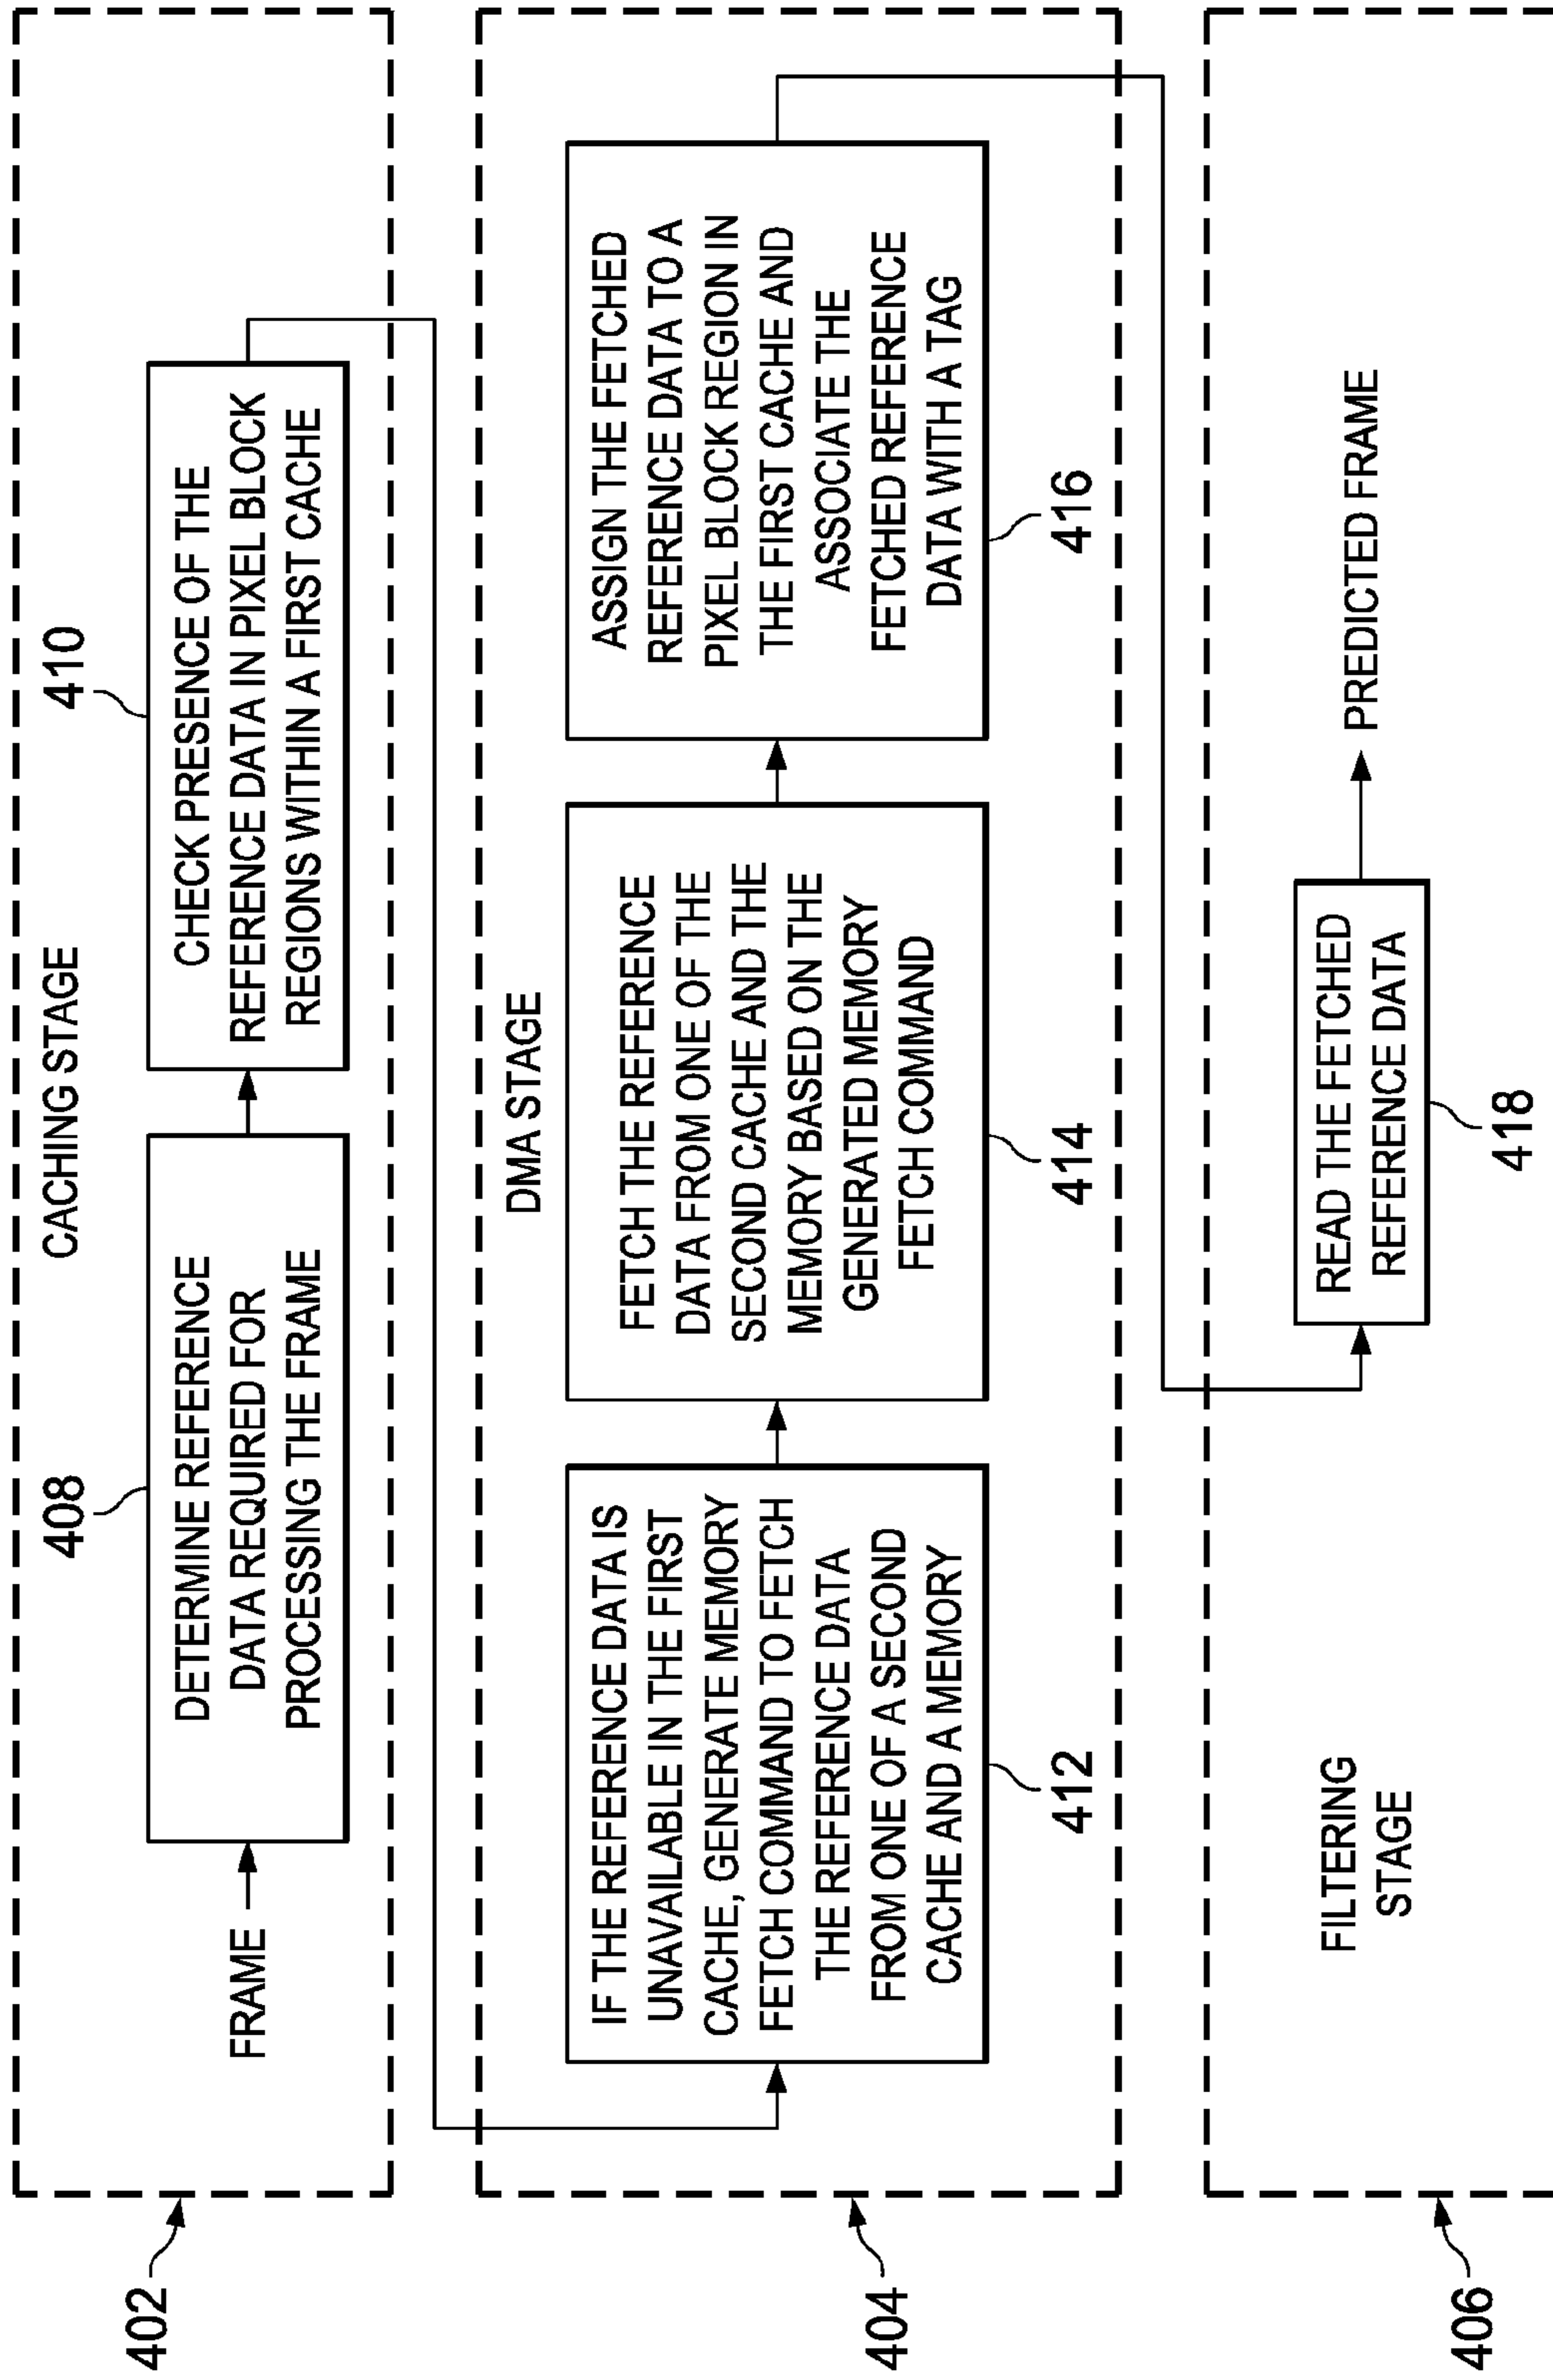 CACHING STAGE
402
408
410
FRAME
DETERMINE REFERENCE
DATA REQUIRED FOR
PROCESSING THE FRAME
CHECK PRESENCE OF THE
REFERENCE DATA IN PIXEL BLOCK
REGIONS WITHIN A FIRST CACHE
DMA STAGE
404
IF THE REFERENCE DATA IS
UNAVAILABLE IN THE FIRST
CACHE, GENERATE MEMORY
FETCH COMMAND TO FETCH
THE REFERENCE DATA
FROM ONE OF A SECOND
CACHE AND A MEMORY
412
FETCH THE REFERENCE
DATA FROM ONE OF THE
SECOND CACHE AND THE
MEMORY BASED ON THE
GENERATED MEMORY
FETCH COMMAND
414
ASSIGN THE FETCHED
REFERENCE DATA TO A
PIXEL BLOCK REGION IN
THE FIRST CACHE AND
ASSOCIATE THE
FETCHED REFERENCE
DATA WITH A TAG
416
406
FILTERING
STAGE
READ THE FETCHED
REFERENCE DATA
418
PREDICTED FRAME